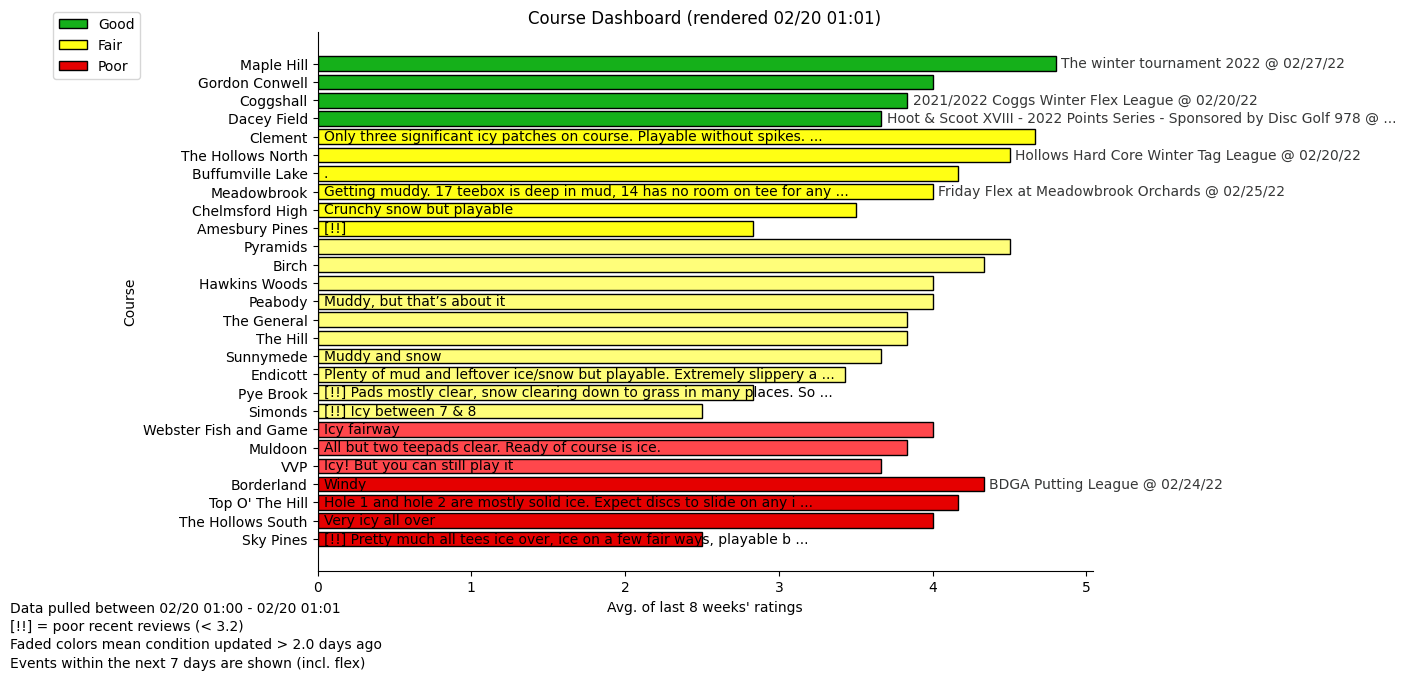 Course Dashboard (rendered 02/20 01:01)
Good
Fair
Poor
Maple Hill The winter tournament 2022 @ 02/27/22
Gordon Conwell
Coggshall 2021/2022 Coggs Winter Flex League @ 02/20/22
Dacey Field Hoot & Scoot XVIII - 2022 Points Series - Sponsored by Disc Golf 978 @ ...
Clement Only three significant icy patches on course. Playable without spikes. ...
The Hollows North Hollows Hard Core Winter Tag League @ 02/20/22
Buffumville Lake .
Meadowbrook Getting muddy. 17 teebox is deep in mud, 14 has no room on tee for any ... Friday Flex at Meadowbrook Orchards @ 02/25/22
Chelmsford High Crunchy snow but playable
Amesbury Pines [!!]
Pyramids
Birch
Hawkins Woods
Peabody Muddy, but that’s about it
The General
The Hill
Sunnymede Muddy and snow
Endicott Plenty of mud and leftover ice/snow but playable. Extremely slippery a ...
Pye Brook [!!] Pads mostly clear, snow clearing down to grass in many places. So ...
Simonds [!!] Icy between 7 & 8
Webster Fish and Game Icy fairway
Muldoon All but two teepads clear. Ready of course is ice.
VVP Icy! But you can still play it
Borderland Windy BDGA Putting League @ 02/24/22
Top O' The Hill Hole 1 and hole 2 are mostly solid ice. Expect discs to slide on any i ...
The Hollows South Very icy all over
Sky Pines [!!] Pretty much all tees ice over, ice on a few fair ways, playable b ...
Course
0 1 2 3 4 5
Avg. of last 8 weeks' ratings
Data pulled between 02/20 01:00 - 02/20 01:01
[!!] = poor recent reviews (< 3.2)
Faded colors mean condition updated > 2.0 days ago
Events within the next 7 days are shown (incl. flex)